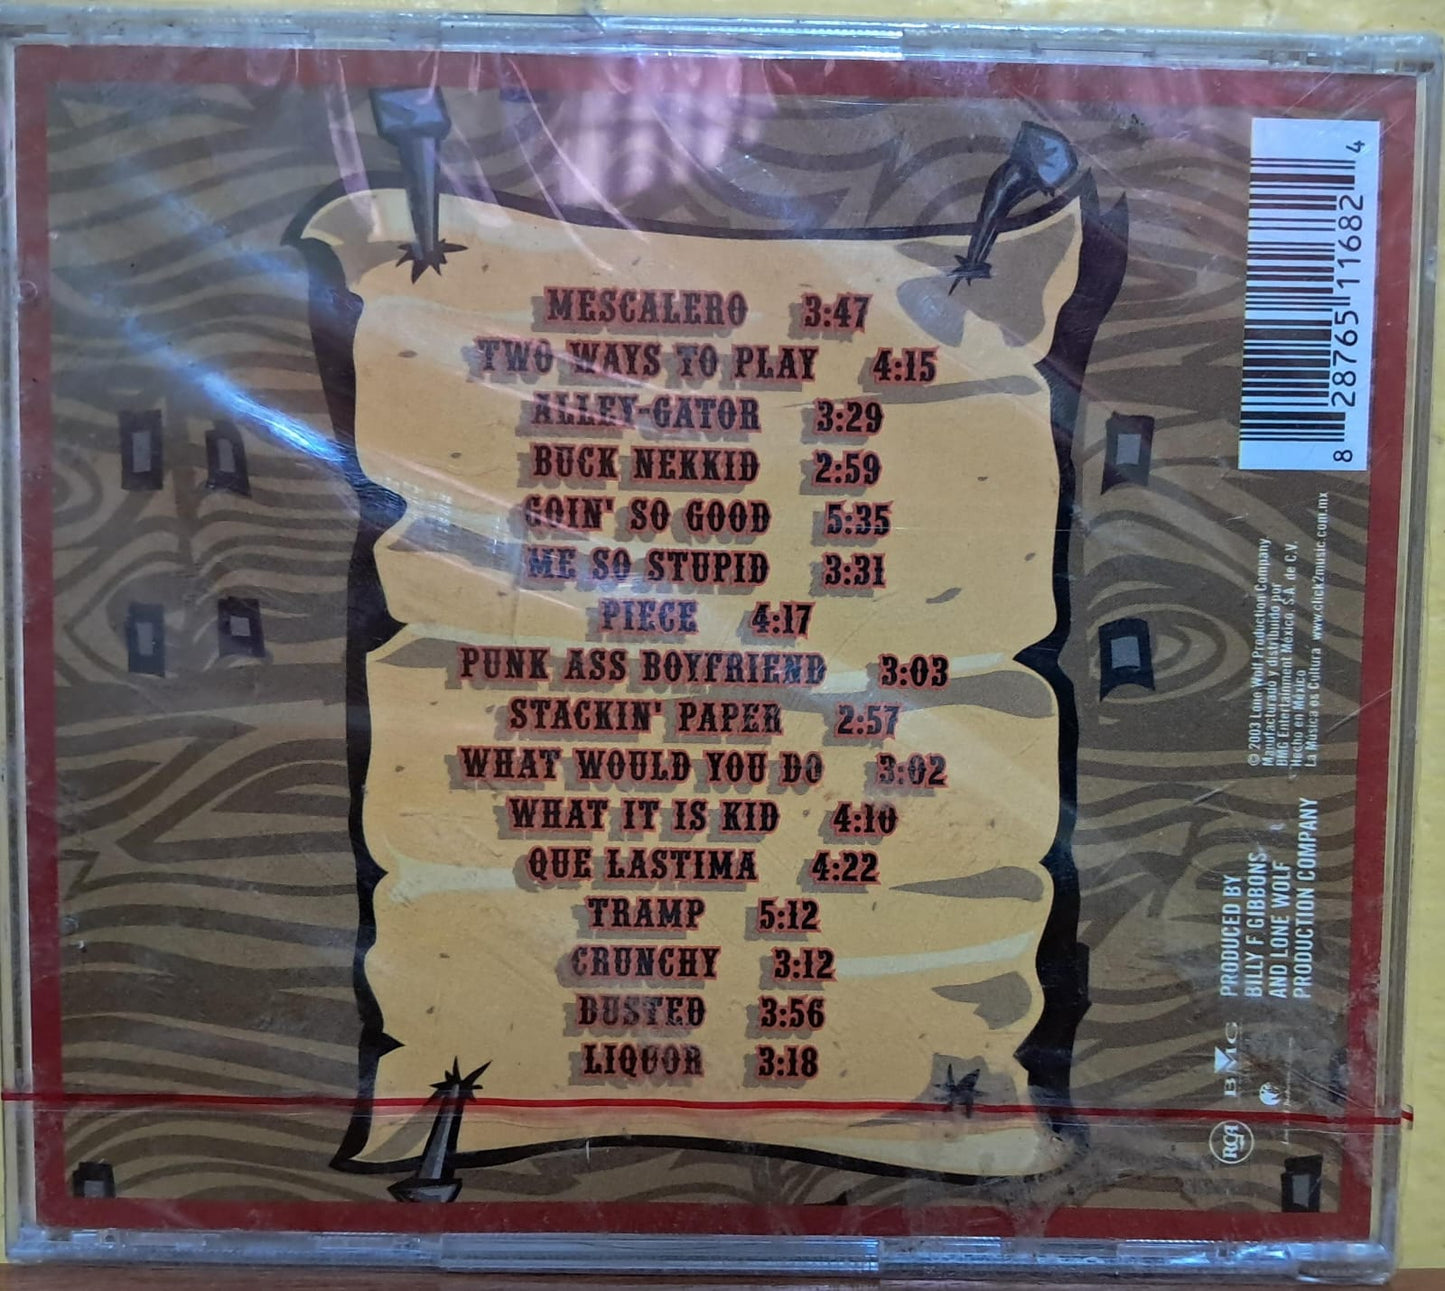 MESCALERO 3:47
TWO WAYS TO PLAY 4:15
ALLEY-GATOR 3:29
BUCK NEKKID 2:59
GOIN' SO GOOD 5:35
ME SO STUPID 3:31
PIECE 4:17
PUNK ASS BOYFRIEND 3:03
STACKIN' PAPER 2:57
WHAT WOULD YOU DO 3:02
WHAT IT IS KID 4:10
QUE LASTIMA 4:22
TRAMP 5:12
CRUNCHY 3:12
BUSTED 3:56
LIQUOR 3:18
8 28765 11682 4
© 2003 Lone Wolf Production Company.
Manufacturado y distribuido por
BMG Entertainment México, S.A. de C.V.
Hecho en México
La Música es Cultura www.click2music.com.mx
PRODUCED BY
BILLY F GIBBONS
AND LONE WOLF
PRODUCTION COMPANY
BMG
RCA